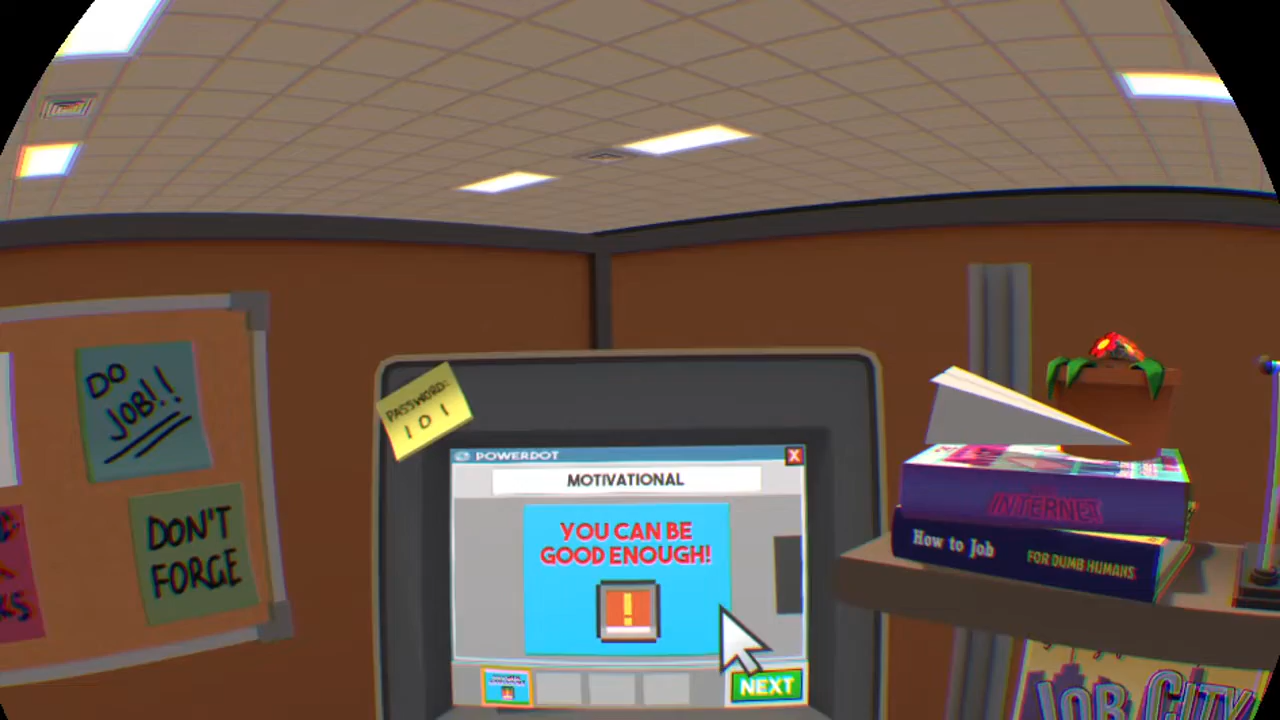 DO
JOB!!
DON'T
FORGE
PASSWORD:
101
POWERDOT
X
MOTIVATIONAL
YOU CAN BE
GOOD ENOUGH!
!
NEXT
INTERNET
How to Job
FOR DUMB HUMANS
JOB CITY